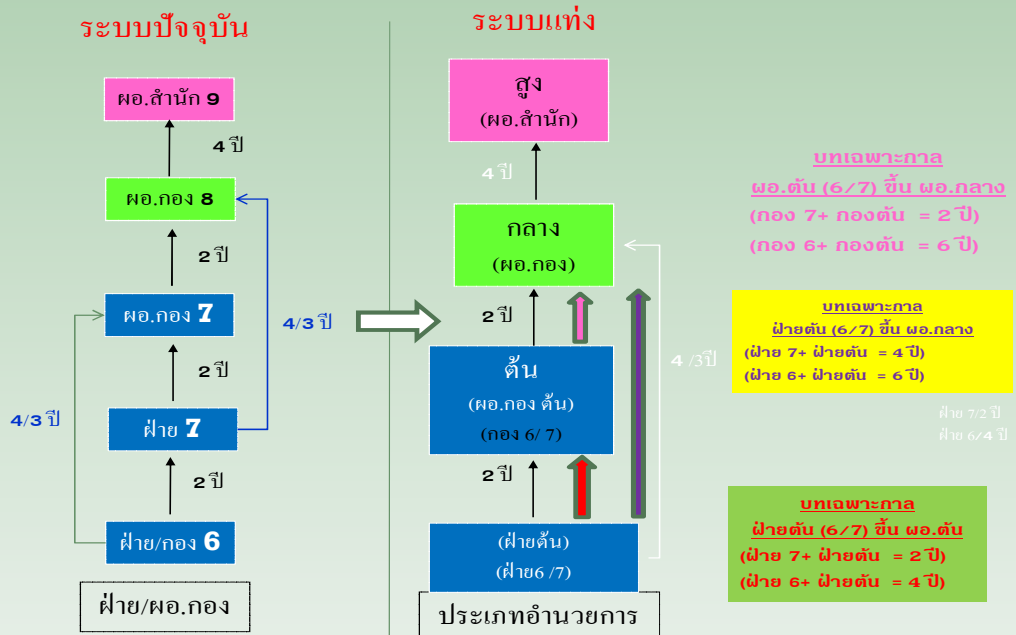 ระบบปัจจุบัน
ผอ.สำนัก 9
4 ปี
ผอ.กอง 8
2 ปี
ผอ.กอง 7
4/3 ปี
2 ปี
4/3 ปี
ฝ่าย 7
2 ปี
ฝ่าย/กอง 6
ฝ่าย/ผอ.กอง
ระบบแท่ง
สูง
(ผอ.สำนัก)
4 ปี
กลาง
(ผอ.กอง)
2 ปี
4 /3ปี
ต้น
(ผอ.กอง ต้น)
(กอง 6/ 7)
2 ปี
(ฝ่ายต้น)
(ฝ่าย6 /7)
ประเภทอำนวยการ
บทเฉพาะกาล
ผอ.ต้น (6/7) ขึ้น ผอ.กลาง
(กอง 7+ กองต้น = 2 ปี)
(กอง 6+ กองต้น = 6 ปี)
บทเฉพาะกาล
ฝ่ายต้น (6/7) ขึ้น ผอ.กลาง
(ฝ่าย 7+ ฝ่ายต้น = 4 ปี)
(ฝ่าย 6+ ฝ่ายต้น = 6 ปี)
ฝ่าย 7/2 ปี
ฝ่าย 6/4 ปี
บทเฉพาะกาล
ฝ่ายต้น (6/7) ขึ้น ผอ.ต้น
(ฝ่าย 7+ ฝ่ายต้น = 2 ปี)
(ฝ่าย 6+ ฝ่ายต้น = 4 ปี)